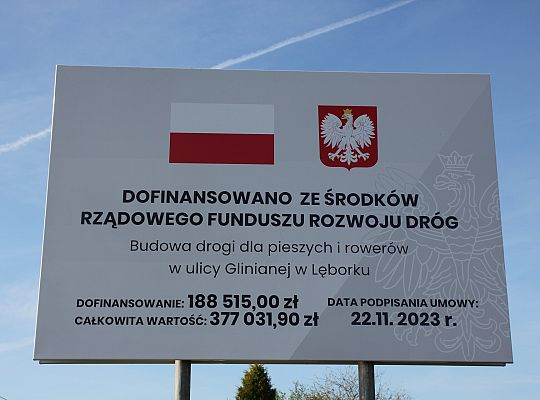 DOFINANSOWANO ZE ŚRODKÓW
RZĄDOWEGO FUNDUSZU ROZWOJU DRÓG
Budowa drogi dla pieszych i rowerów
w ulicy Glinianej w Lęborku
DOFINANSOWANIE: 188 515,00 zł
CAŁKOWITA WARTOŚĆ: 377 031,90 zł
DATA PODPISANIA UMOWY:
22.11. 2023 r.